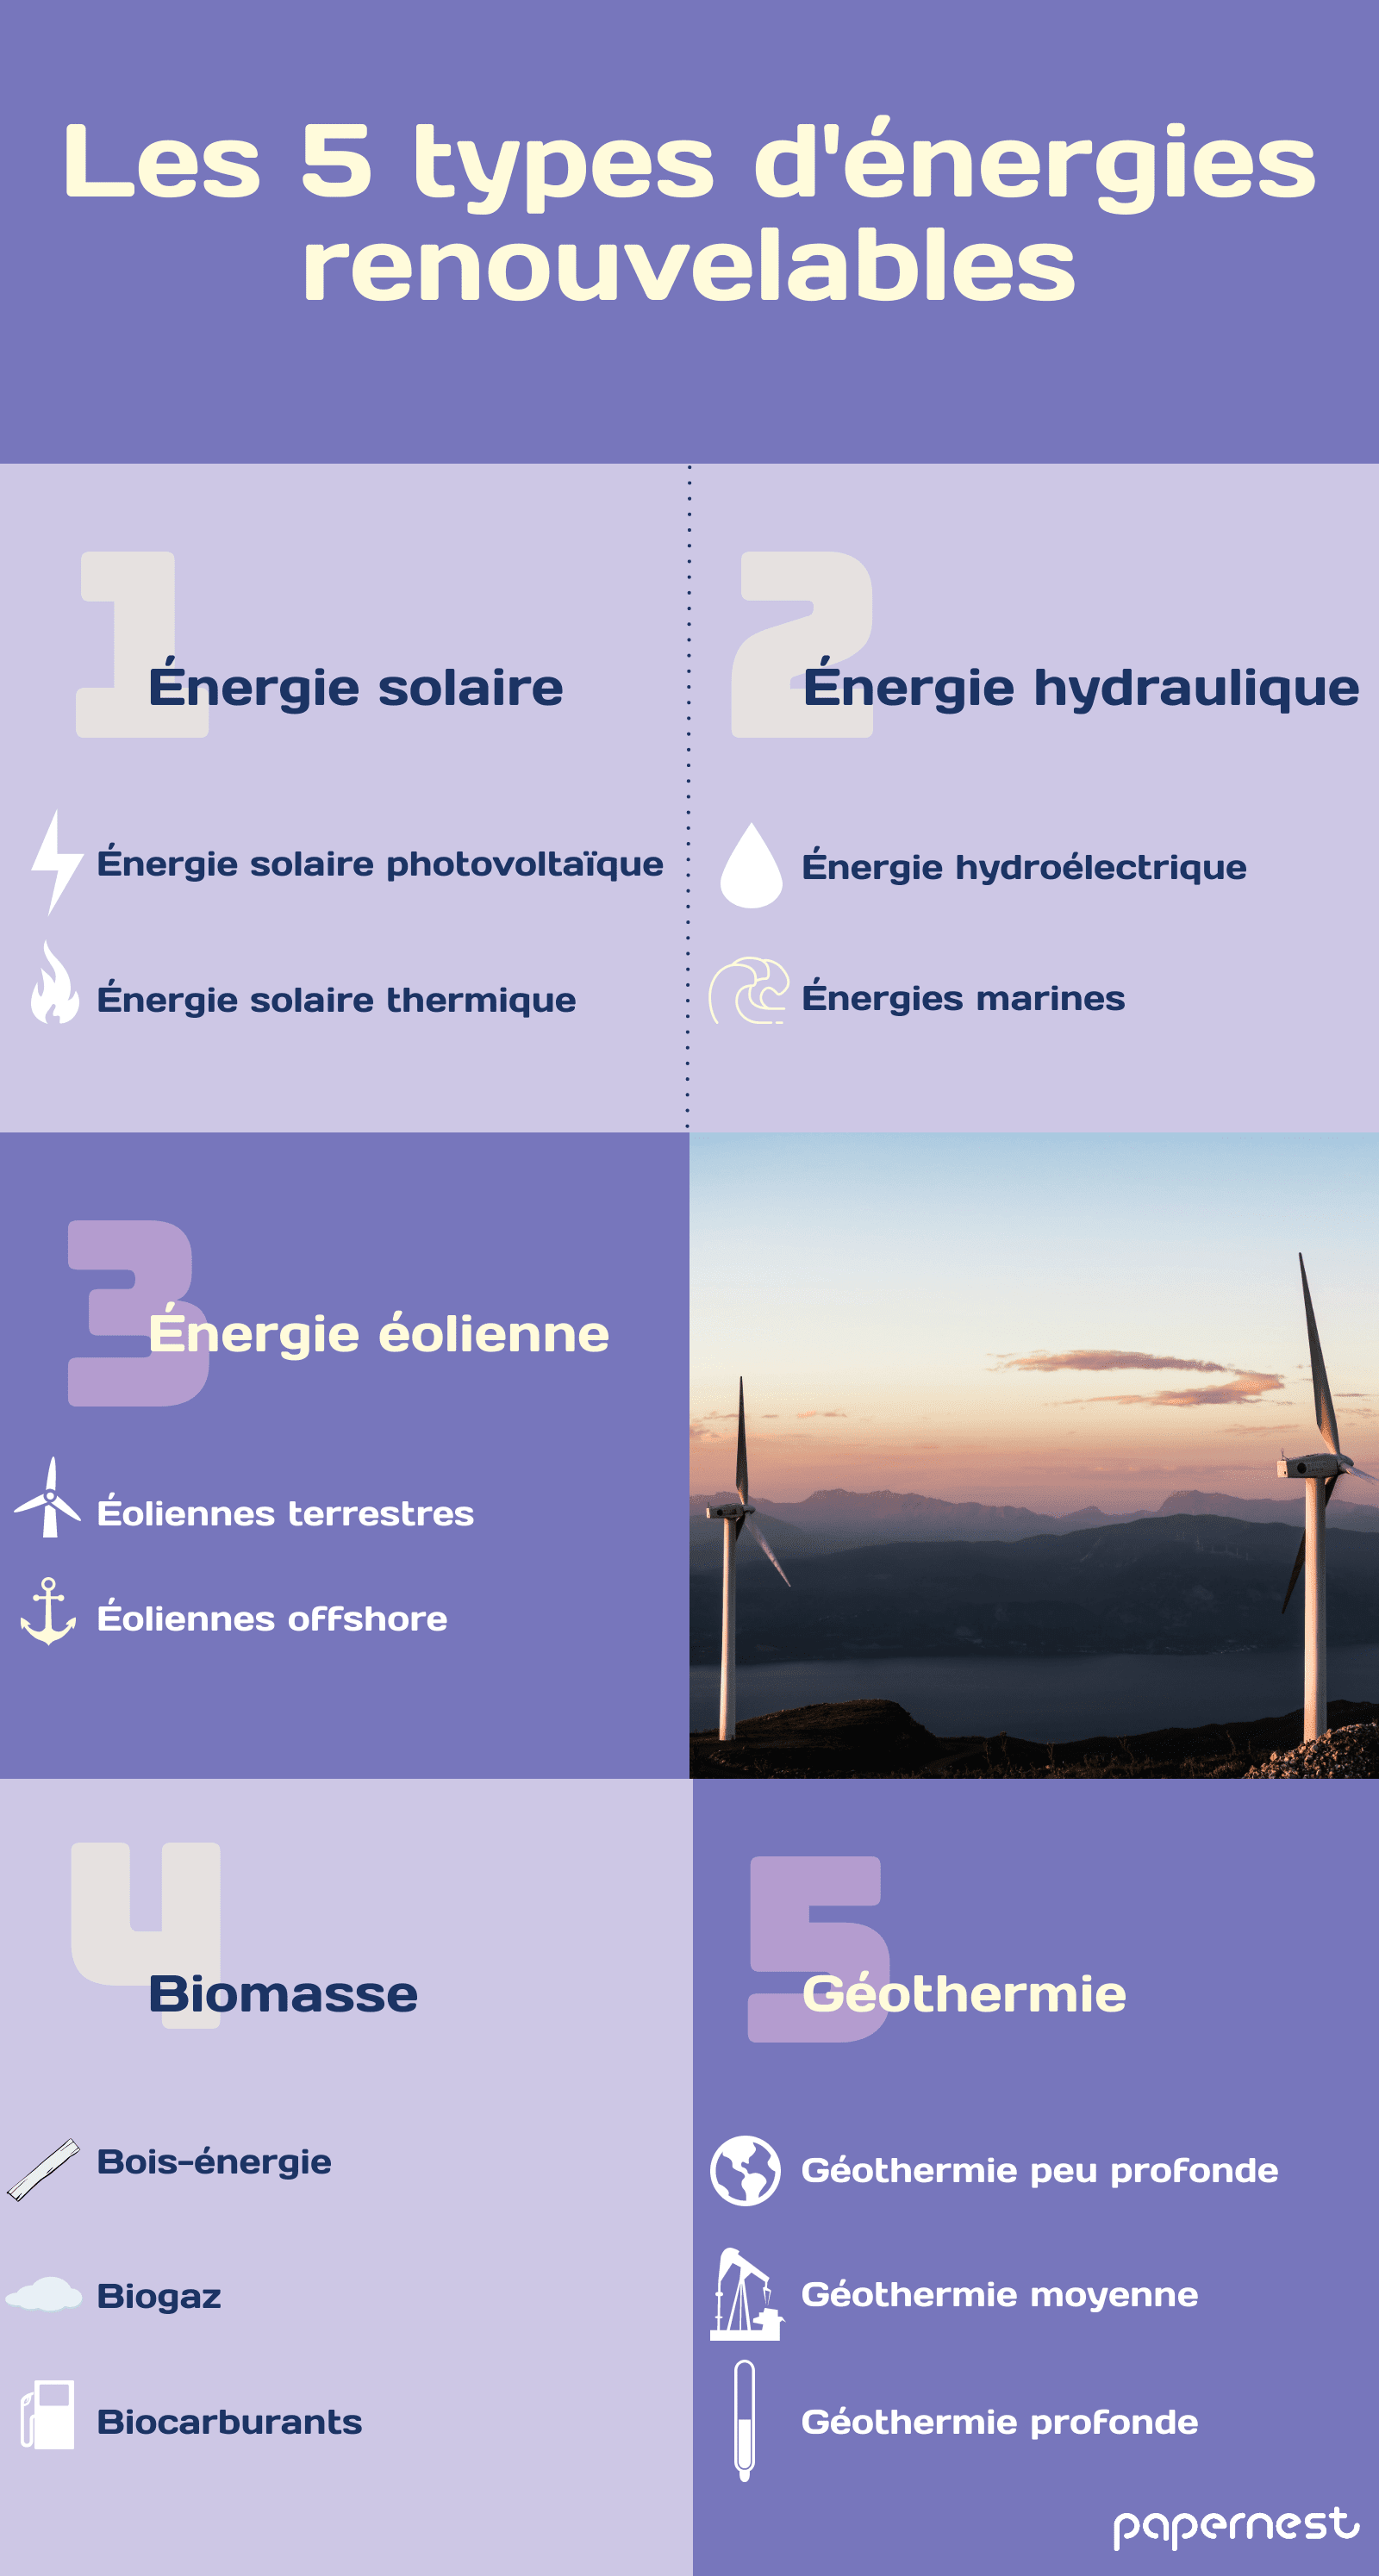 Les 5 types d'énergies
renouvelables
1
Énergie solaire
Énergie solaire photovoltaïque
Énergie solaire thermique
2
Énergie hydraulique
Énergie hydroélectrique
Énergies marines
3
Énergie éolienne
Éoliennes terrestres
Éoliennes offshore
4
Biomasse
Bois-énergie
Biogaz
Biocarburants
5
Géothermie
Géothermie peu profonde
Géothermie moyenne
Géothermie profonde
papernest